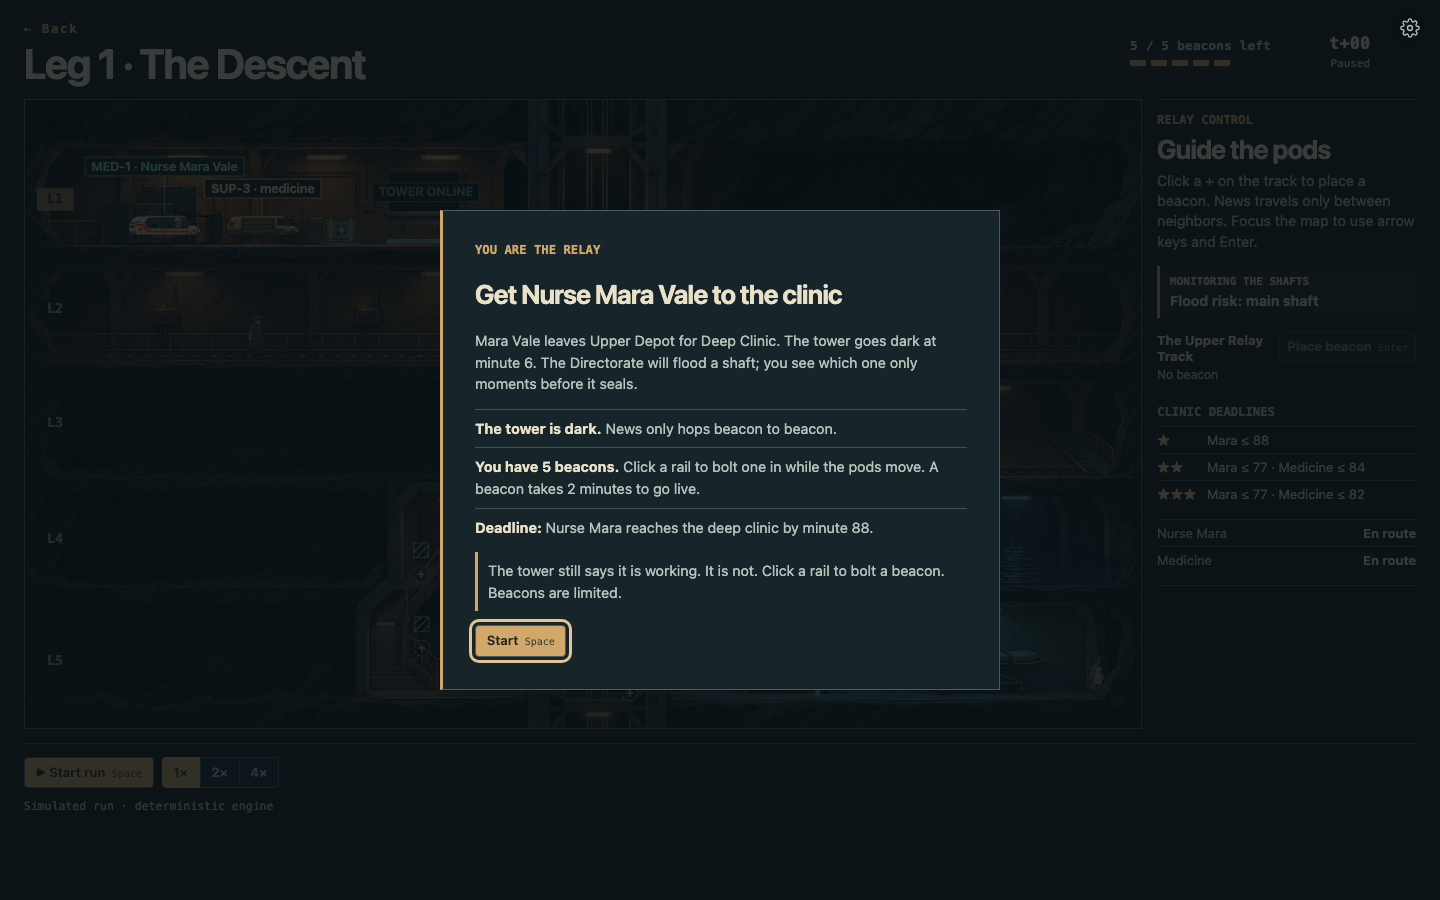 ← Back
Leg 1 · The Descent
5 / 5 beacons left
t+00
Paused
MED-1 · Nurse Mara Vale
SUP-3 · medicine
TOWER ONLINE
L1
L2
L3
L4
L5
YOU ARE THE RELAY
Get Nurse Mara Vale to the clinic
Mara Vale leaves Upper Depot for Deep Clinic. The tower goes dark at
minute 6. The Directorate will flood a shaft; you see which one only
moments before it seals.
The tower is dark. News only hops beacon to beacon.
You have 5 beacons. Click a rail to bolt one in while the pods move. A
beacon takes 2 minutes to go live.
Deadline: Nurse Mara reaches the deep clinic by minute 88.
The tower still says it is working. It is not. Click a rail to bolt a beacon.
Beacons are limited.
Start Space
RELAY CONTROL
Guide the pods
Click a + on the track to place a
beacon. News travels only between
neighbors. Focus the map to use arrow
keys and Enter.
MONITORING THE SHAFTS
Flood risk: main shaft
The Upper Relay
Track
No beacon
Place beacon Enter
CLINIC DEADLINES
★ Mara ≤ 88
★★ Mara ≤ 77 · Medicine ≤ 84
★★★ Mara ≤ 77 · Medicine ≤ 82
Nurse Mara En route
Medicine En route
▶ Start run Space
1× 2× 4×
Simulated run · deterministic engine